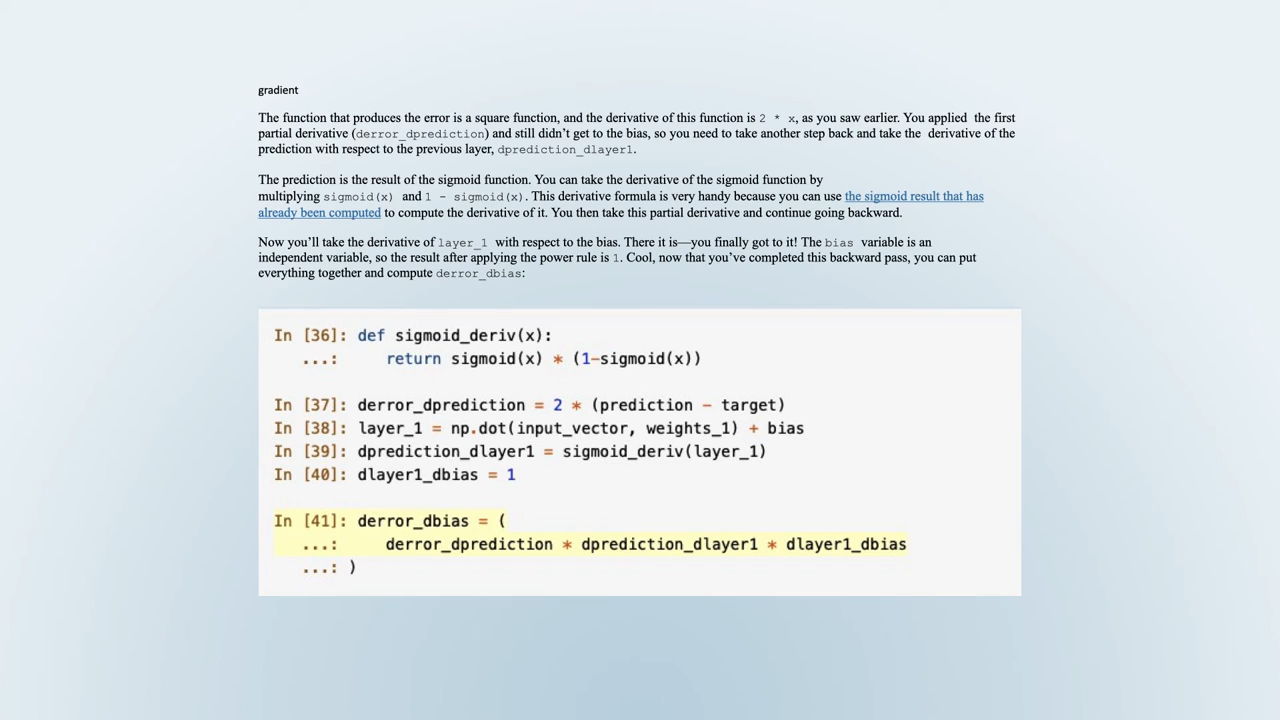 gradient
The function that produces the error is a square function, and the derivative of this function is 2 * x, as you saw earlier. You applied the first
partial derivative (derror_dprediction) and still didn’t get to the bias, so you need to take another step back and take the derivative of the
prediction with respect to the previous layer, dprediction_dlayer1.
The prediction is the result of the sigmoid function. You can take the derivative of the sigmoid function by
multiplying sigmoid(x) and 1 - sigmoid(x). This derivative formula is very handy because you can use the sigmoid result that has
already been computed to compute the derivative of it. You then take this partial derivative and continue going backward.
Now you’ll take the derivative of layer_1 with respect to the bias. There it is—you finally got to it! The bias variable is an
independent variable, so the result after applying the power rule is 1. Cool, now that you’ve completed this backward pass, you can put
everything together and compute derror_dbias:
In [36]: def sigmoid_deriv(x):
...: return sigmoid(x) * (1-sigmoid(x))
In [37]: derror_dprediction = 2 * (prediction - target)
In [38]: layer_1 = np.dot(input_vector, weights_1) + bias
In [39]: dprediction_dlayer1 = sigmoid_deriv(layer_1)
In [40]: dlayer1_dbias = 1
In [41]: derror_dbias = (
...: derror_dprediction * dprediction_dlayer1 * dlayer1_dbias
...: )